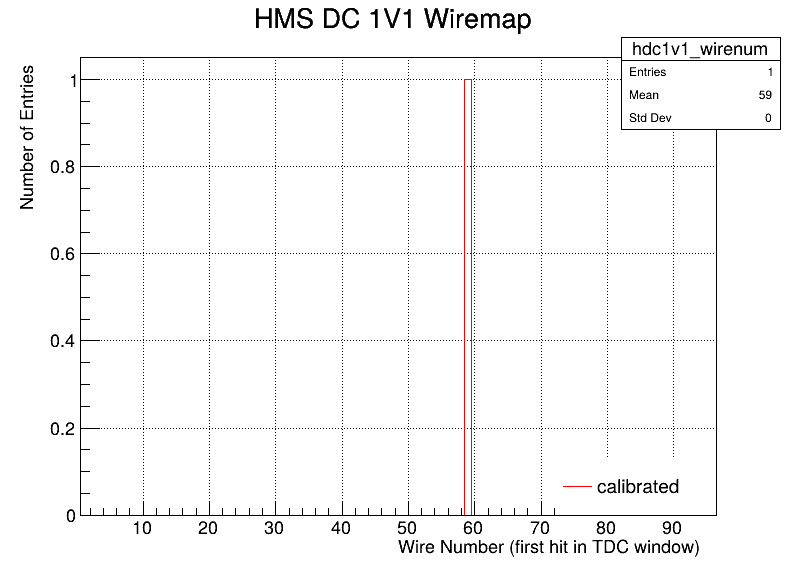 HMS DC 1V1 Wiremap
hdc1v1_wirenum
Entries 1
Mean 59
Std Dev 0
Number of Entries
1
0.8
0.6
0.4
0.2
0
10 20 30 40 50 60 70 80 90
Wire Number (first hit in TDC window)
calibrated